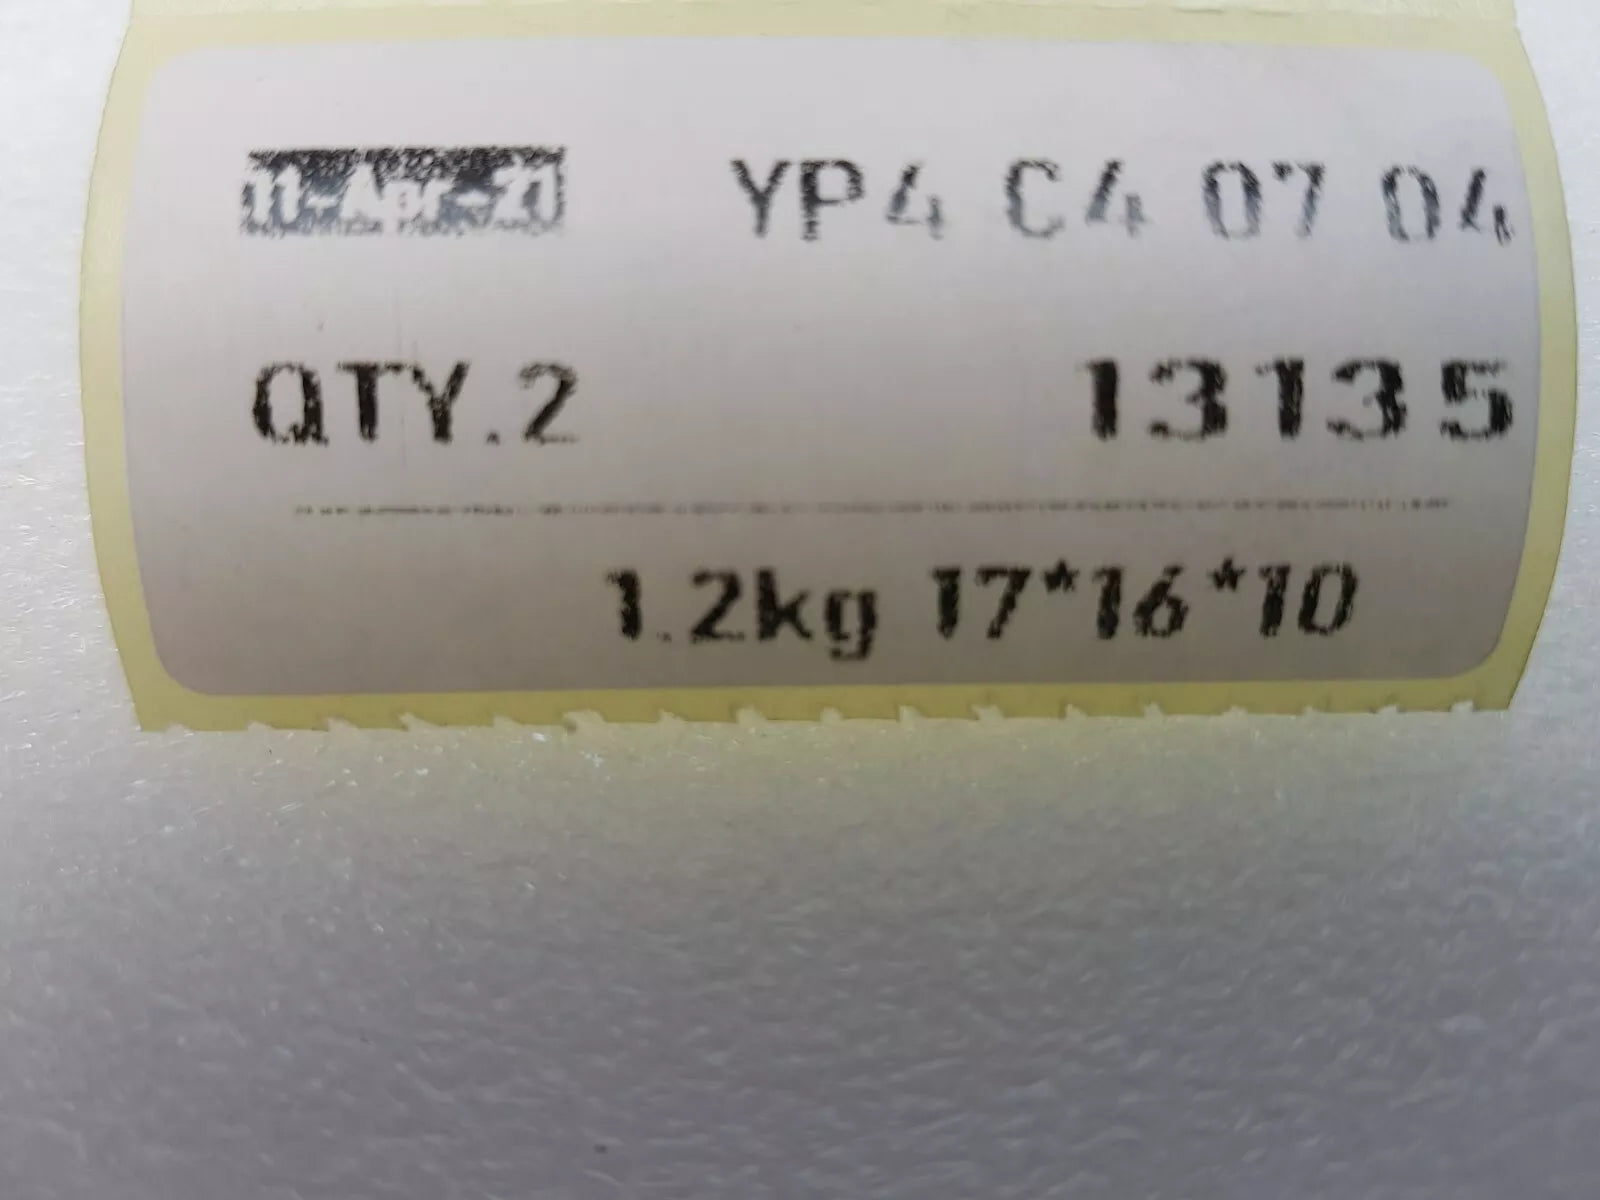 11-Apr-21 YP4 C4 07 04
QTY.2 13135
1.2kg 17*16*10